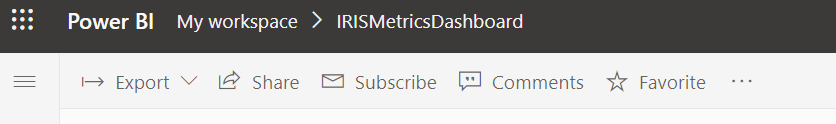 Power BI My workspace > IRISMetricsDashboard
Export Share Subscribe Comments Favorite ...